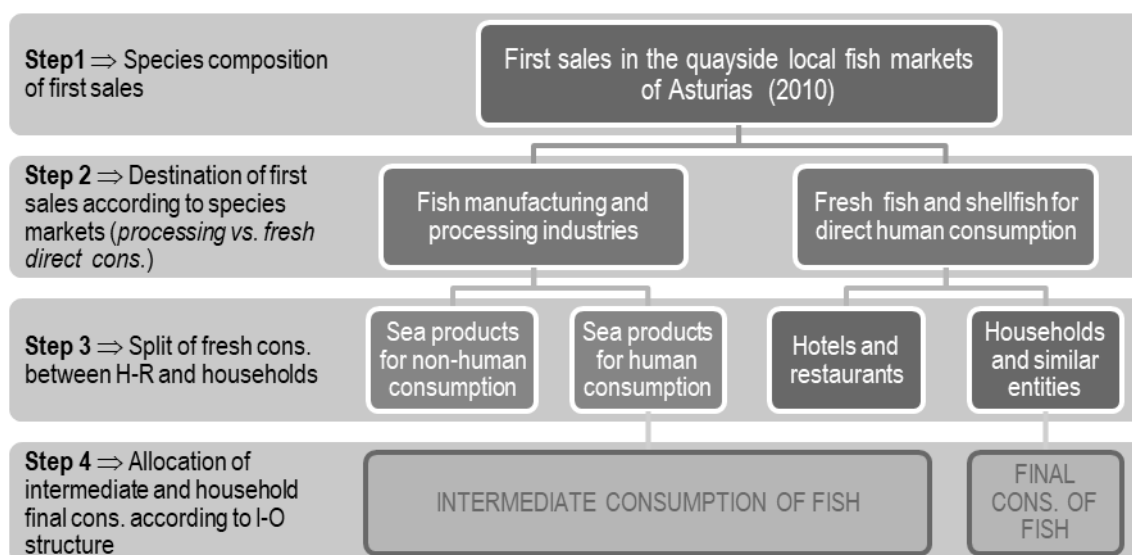 Step1 ⇒ Species composition
of first sales
First sales in the quayside local fish markets
of Asturias (2010)
Step 2 ⇒ Destination of first
sales according to species
markets (processing vs. fresh
direct cons.)
Fish manufacturing and
processing industries
Fresh fish and shellfish for
direct human consumption
Step 3 ⇒ Split of fresh cons.
between H-R and households
Sea products
for non-human
consumption
Sea products
for human
consumption
Hotels and
restaurants
Households
and similar
entities
Step 4 ⇒ Allocation of
intermediate and household
final cons. according to I-O
structure
INTERMEDIATE CONSUMPTION OF FISH
FINAL
CONS. OF
FISH